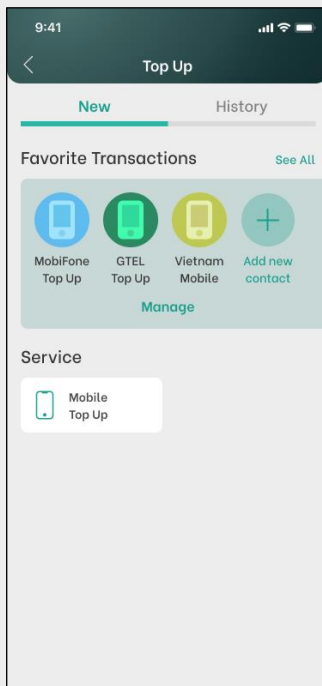 9:41
Top Up
New
History
Favorite Transactions
See All
MobiFone
Top Up
GTEL
Top Up
Vietnam
Mobile
Add new
contact
Manage
Service
Mobile
Top Up